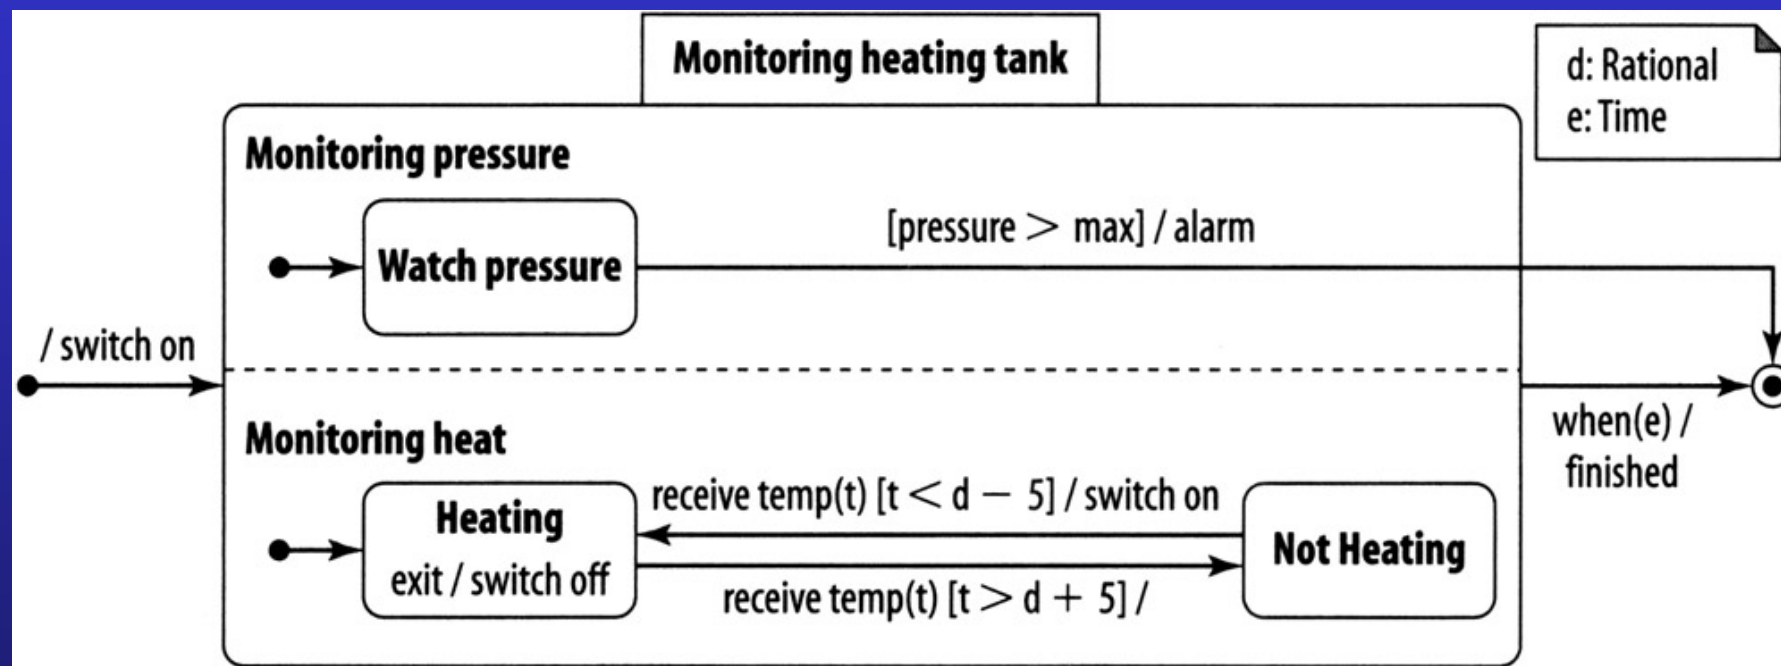 Monitoring heating tank
d: Rational
e: Time
Monitoring pressure
[pressure > max] / alarm
Watch pressure
/ switch on
when(e) /
finished
Monitoring heat
receive temp(t) [t < d − 5] / switch on
Heating
exit / switch off
Not Heating
receive temp(t) [t > d + 5] /